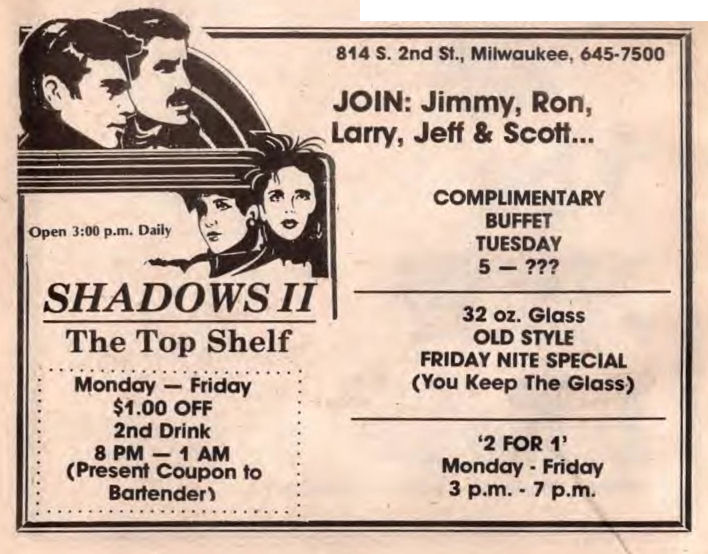 814 S. 2nd St., Milwaukee, 645-7500
JOIN: Jimmy, Ron,
Larry, Jeff & Scott...
Open 3:00 p.m. Daily
SHADOWS II
The Top Shelf
Monday — Friday
$1.00 OFF
2nd Drink
8 PM — 1 AM
(Present Coupon to
Bartender)
COMPLIMENTARY
BUFFET
TUESDAY
5 — ???
32 oz. Glass
OLD STYLE
FRIDAY NITE SPECIAL
(You Keep The Glass)
'2 FOR 1'
Monday - Friday
3 p.m. - 7 p.m.